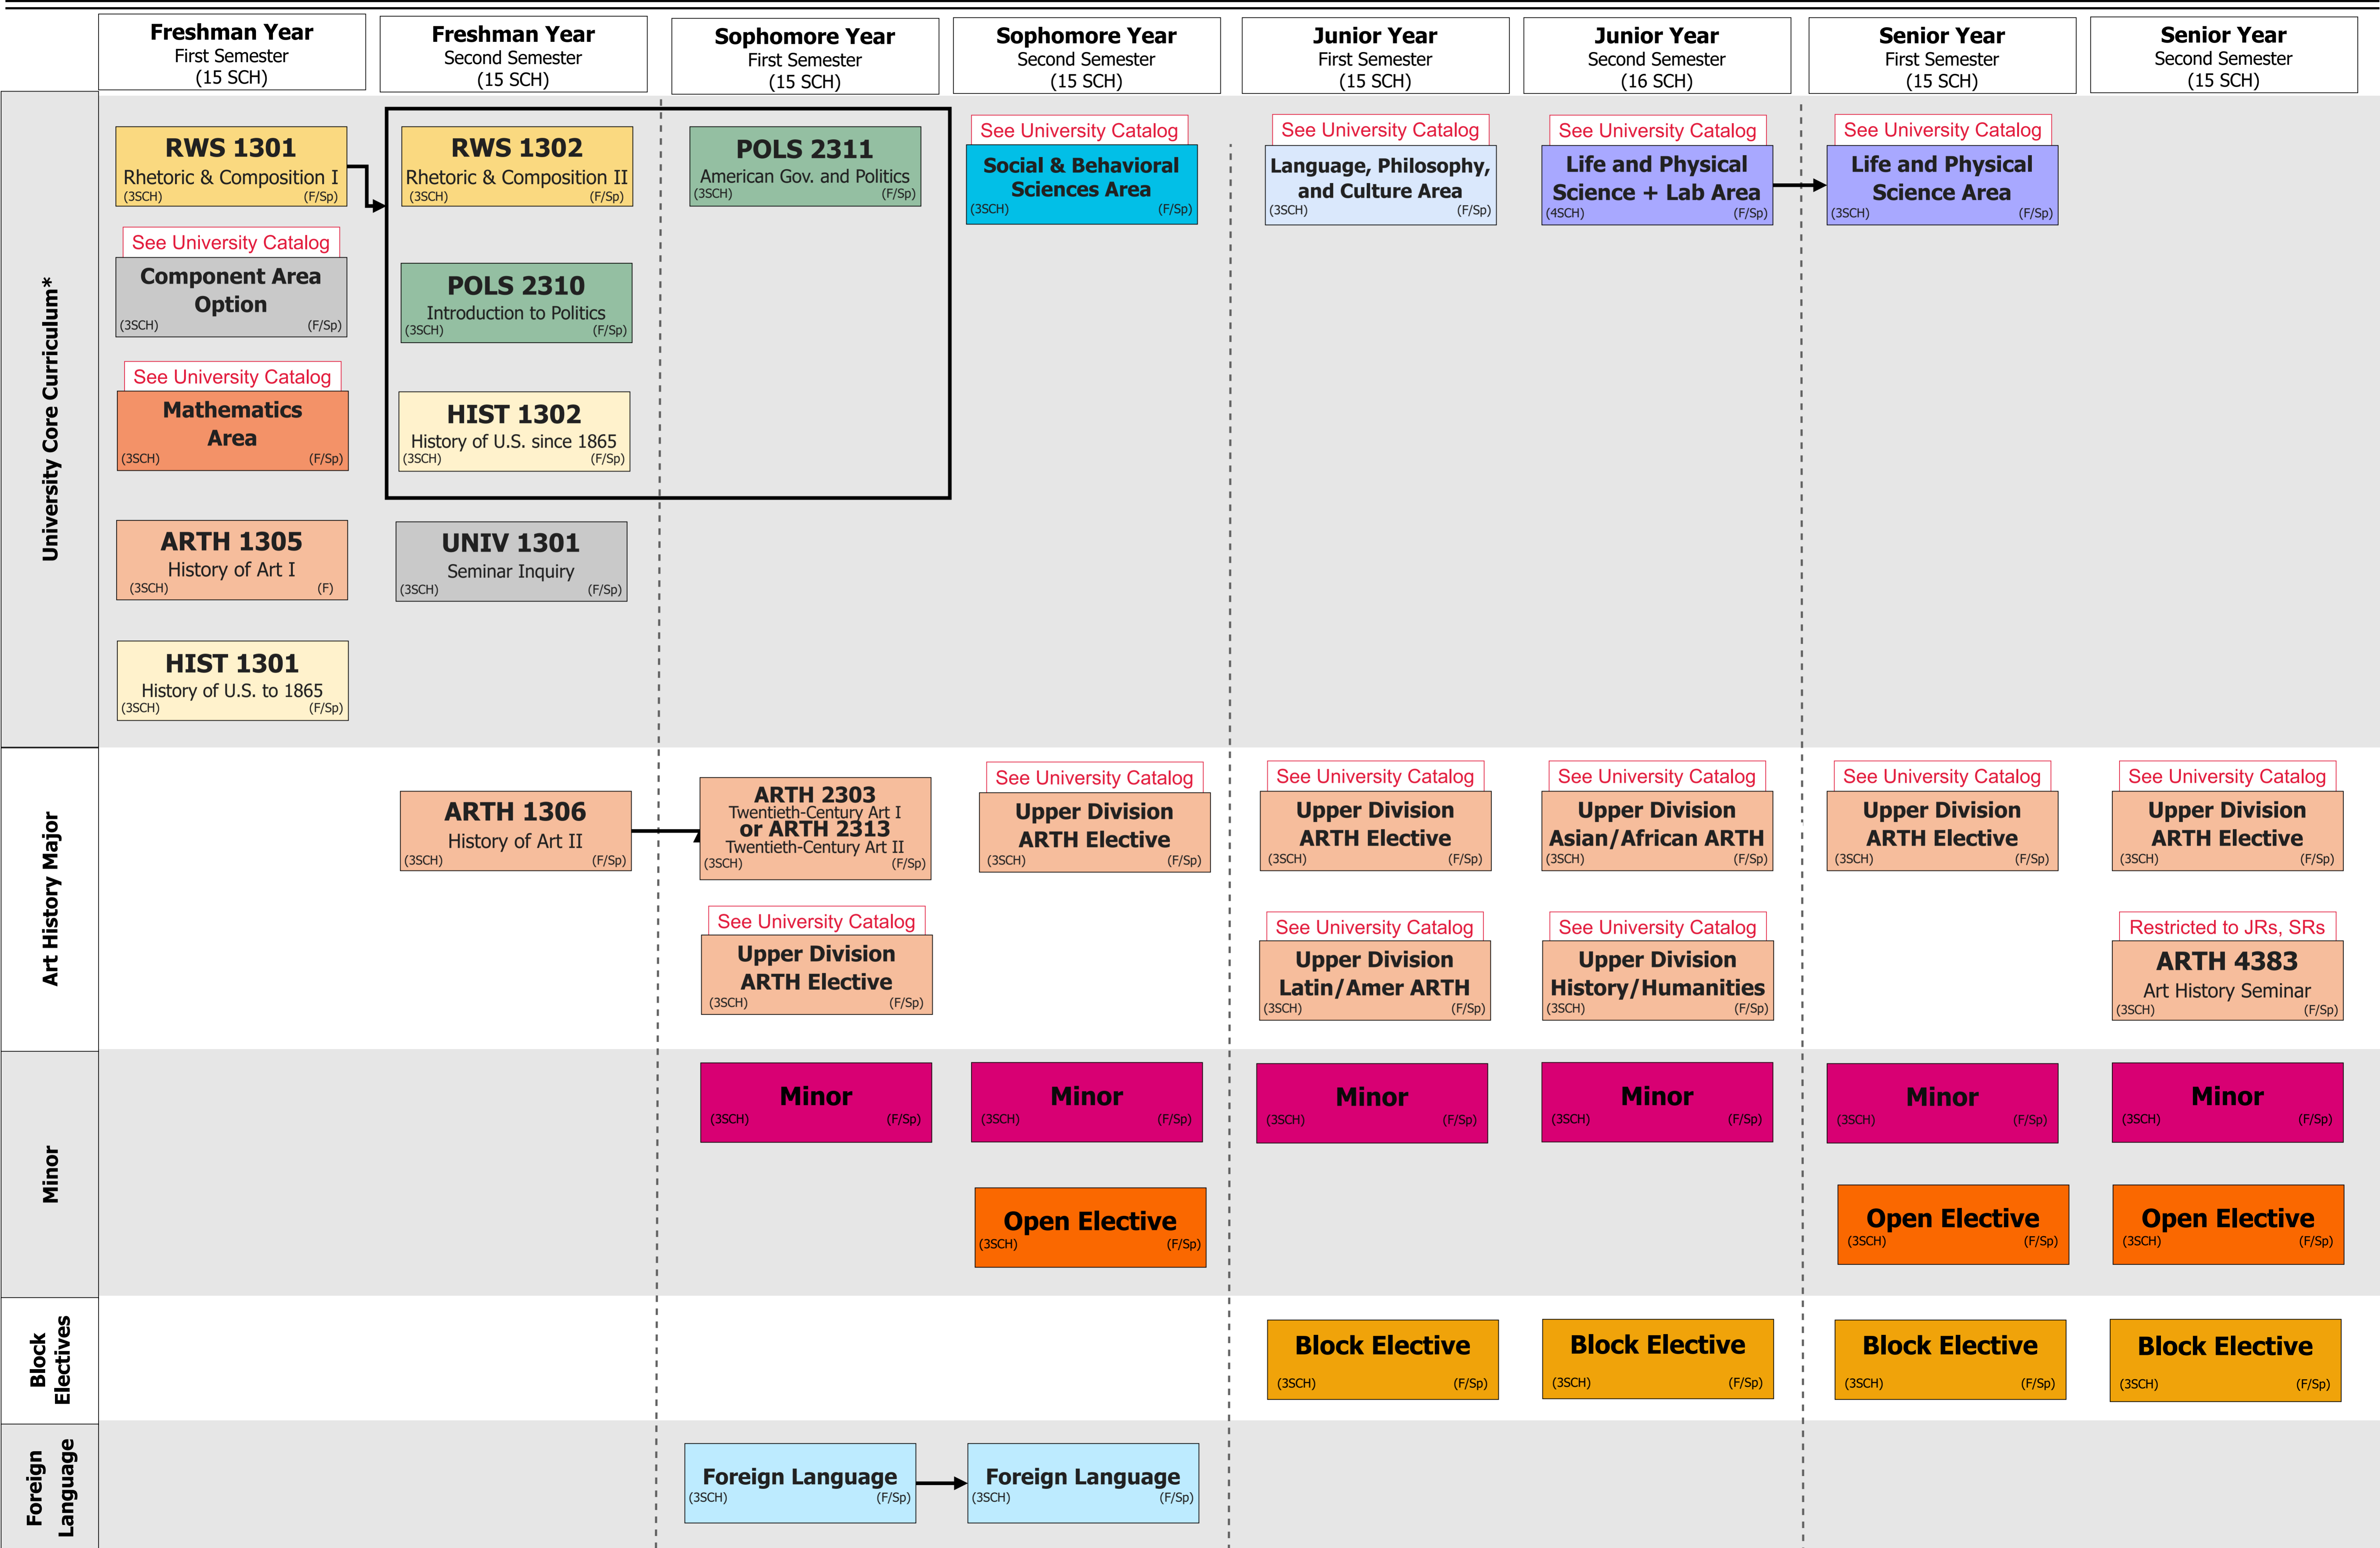 Freshman Year
First Semester
(15 SCH)
Freshman Year
Second Semester
(15 SCH)
Sophomore Year
First Semester
(15 SCH)
Sophomore Year
Second Semester
(15 SCH)
Junior Year
First Semester
(15 SCH)
Junior Year
Second Semester
(16 SCH)
Senior Year
First Semester
(15 SCH)
Senior Year
Second Semester
(15 SCH)
University Core Curriculum*
RWS 1301
Rhetoric & Composition I
(3SCH) (F/Sp)
RWS 1302
Rhetoric & Composition II
(3SCH) (F/Sp)
POLS 2311
American Gov. and Politics
(3SCH) (F/Sp)
See University Catalog
Social & Behavioral
Sciences Area
(3SCH) (F/Sp)
See University Catalog
Language, Philosophy,
and Culture Area
(3SCH) (F/Sp)
See University Catalog
Life and Physical
Science + Lab Area
(4SCH) (F/Sp)
See University Catalog
Life and Physical
Science Area
(3SCH) (F/Sp)
See University Catalog
Component Area
Option
(3SCH) (F/Sp)
POLS 2310
Introduction to Politics
(3SCH) (F/Sp)
See University Catalog
Mathematics
Area
(3SCH) (F/Sp)
HIST 1302
History of U.S. since 1865
(3SCH) (F/Sp)
ARTH 1305
History of Art I
(3SCH) (F)
UNIV 1301
Seminar Inquiry
(3SCH) (F/Sp)
HIST 1301
History of U.S. to 1865
(3SCH) (F/Sp)
Art History Major
ARTH 1306
History of Art II
(3SCH) (F/Sp)
ARTH 2303
Twentieth-Century Art I
or ARTH 2313
Twentieth-Century Art II
(3SCH) (F/Sp)
See University Catalog
Upper Division
ARTH Elective
(3SCH) (F/Sp)
See University Catalog
Upper Division
ARTH Elective
(3SCH) (F/Sp)
See University Catalog
Upper Division
Asian/African ARTH
(3SCH) (F/Sp)
See University Catalog
Upper Division
ARTH Elective
(3SCH) (F/Sp)
See University Catalog
Upper Division
ARTH Elective
(3SCH) (F/Sp)
See University Catalog
Upper Division
ARTH Elective
(3SCH) (F/Sp)
See University Catalog
Upper Division
Latin/Amer ARTH
(3SCH) (F/Sp)
See University Catalog
Upper Division
History/Humanities
(3SCH) (F/Sp)
Restricted to JRs, SRs
ARTH 4383
Art History Seminar
(3SCH) (F/Sp)
Minor
Minor
(3SCH) (F/Sp)
Minor
(3SCH) (F/Sp)
Minor
(3SCH) (F/Sp)
Minor
(3SCH) (F/Sp)
Minor
(3SCH) (F/Sp)
Minor
(3SCH) (F/Sp)
Open Elective
(3SCH) (F/Sp)
Open Elective
(3SCH) (F/Sp)
Open Elective
(3SCH) (F/Sp)
Block
Electives
Block Elective
(3SCH) (F/Sp)
Block Elective
(3SCH) (F/Sp)
Block Elective
(3SCH) (F/Sp)
Block Elective
(3SCH) (F/Sp)
Foreign
Language
Foreign Language
(3SCH) (F/Sp)
Foreign Language
(3SCH) (F/Sp)